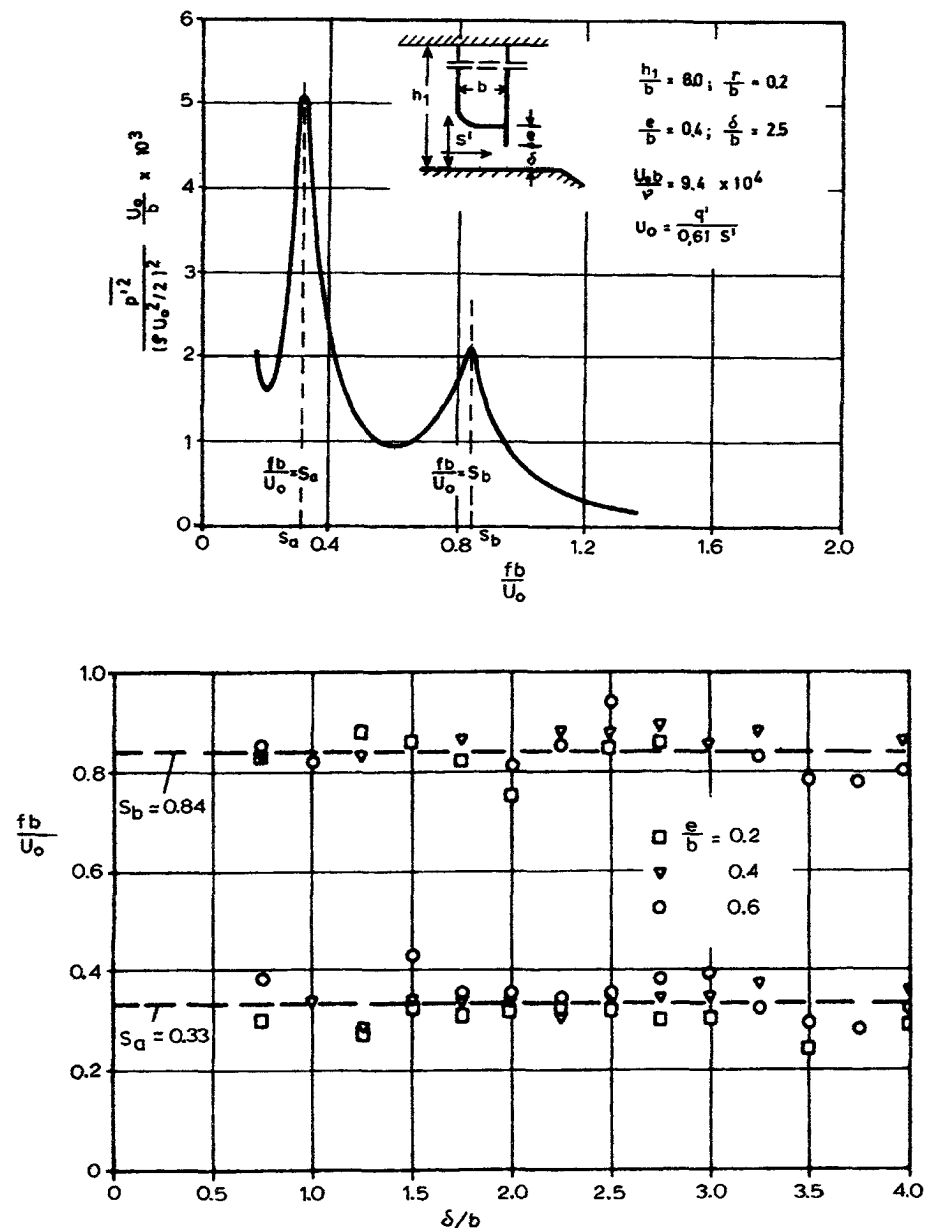 6
5
4
3
2
1
0
p'² / (ρU₀²/2)² U₀/b × 10³
h₁
b
S'
e
δ
h₁/b = 8.0 ; r/b = 0.2
e/b = 0.4 ; δ/b = 2.5
U₀b/ν = 9.4 × 10⁴
U₀ = q'/0,61 S'
fb/U₀ = Sₐ
fb/U₀ = S_b
0 Sₐ 0.4 0.8 S_b 1.2 1.6 2.0
fb/U₀
1.0
0.8
0.6
0.4
0.2
0
fb/U₀
S_b = 0.84
Sₐ = 0.33
□ e/b = 0.2
▽ 0.4
○ 0.6
0 0.5 1.0 1.5 2.0 2.5 3.0 3.5 4.0
δ/b